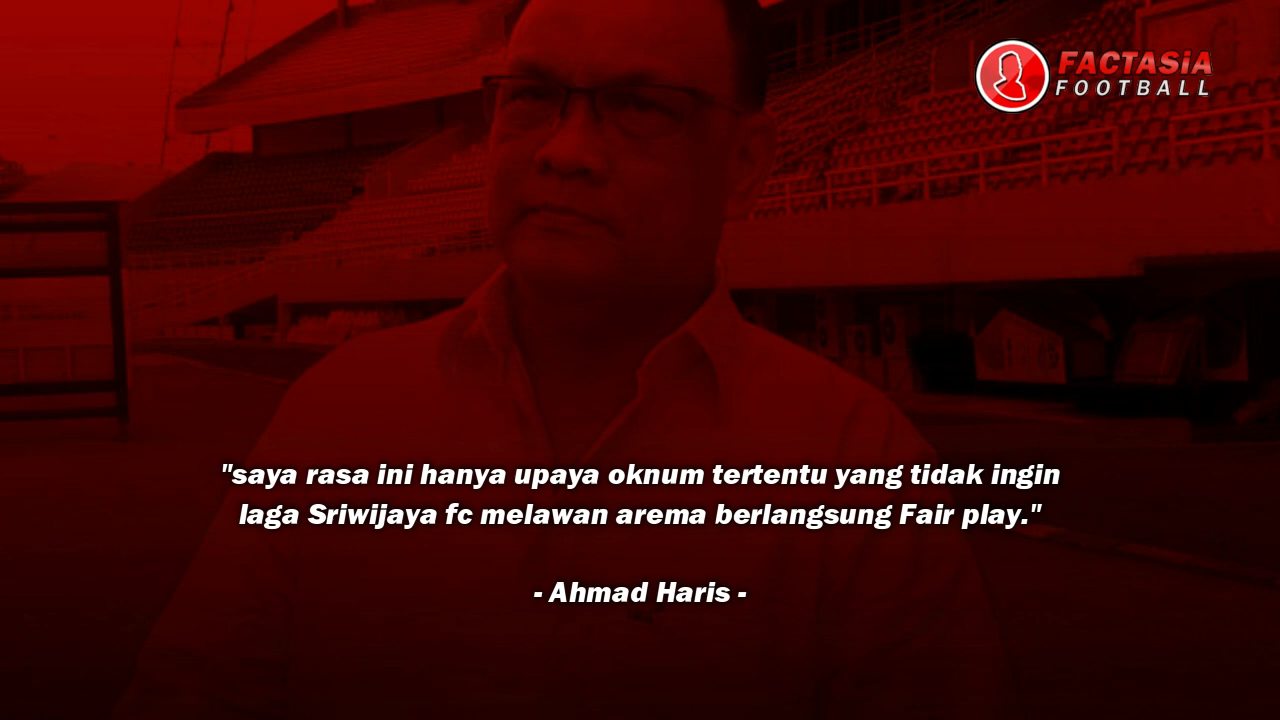 FACTASiA
FOOTBALL
"saya rasa ini hanya upaya oknum tertentu yang tidak ingin
laga Sriwijaya fc melawan arema berlangsung Fair play."
- Ahmad Haris -